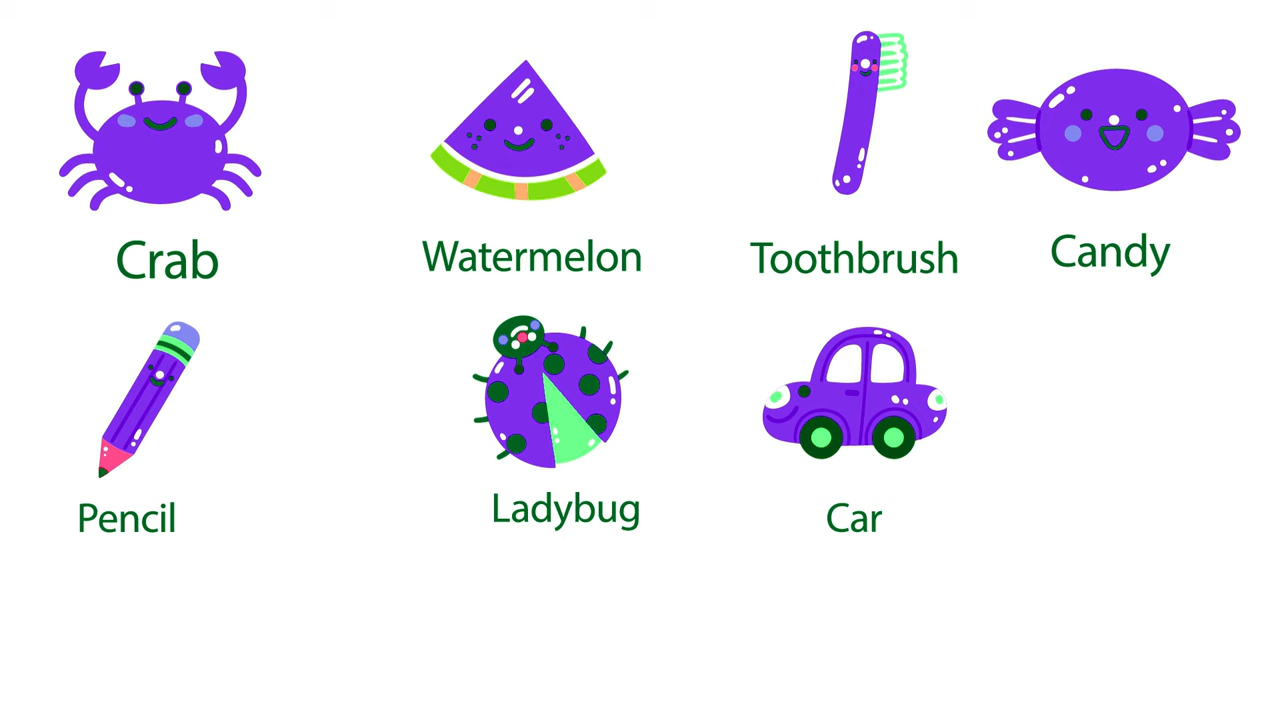 Crab
Watermelon
Toothbrush
Candy
Pencil
Ladybug
Car